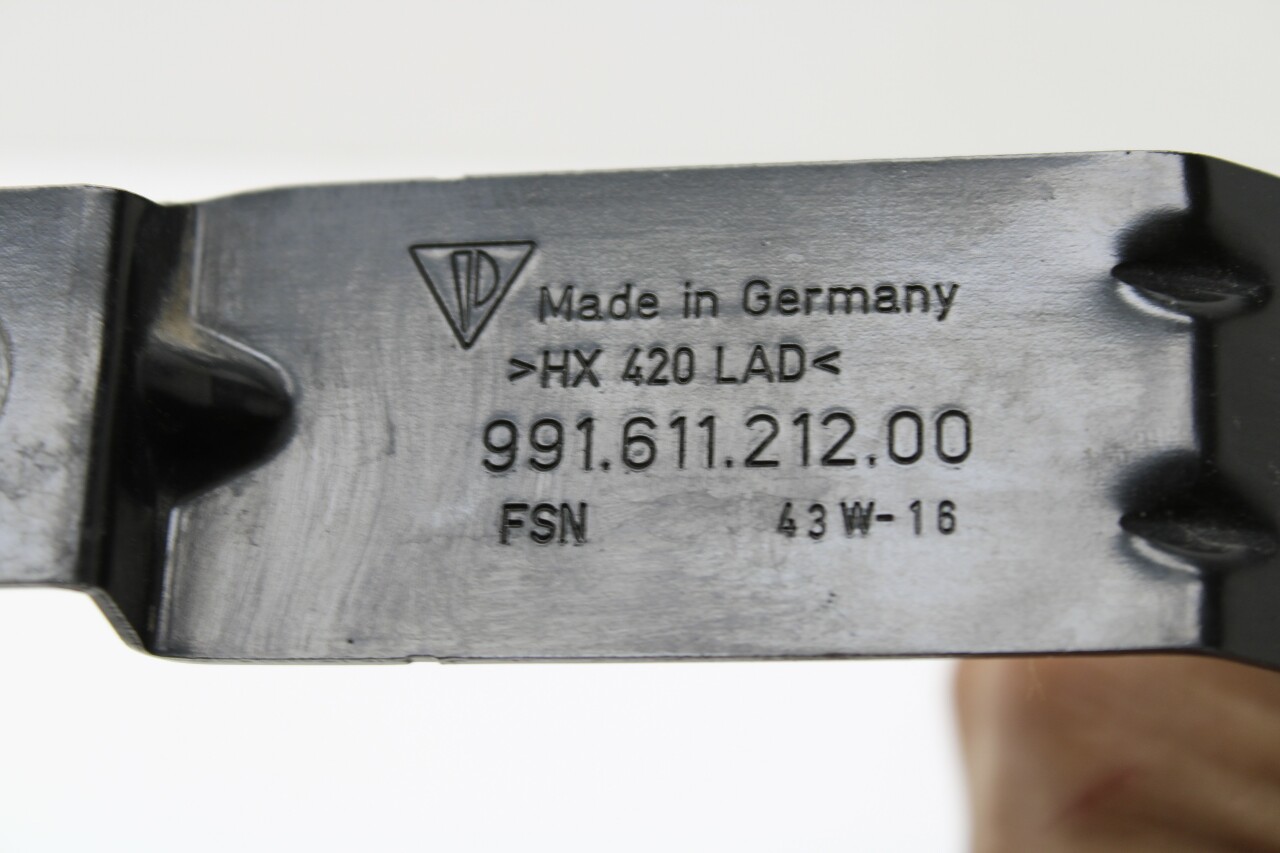 Made in Germany
>HX 420 LAD<
991.611.212.00
FSN 43W-16